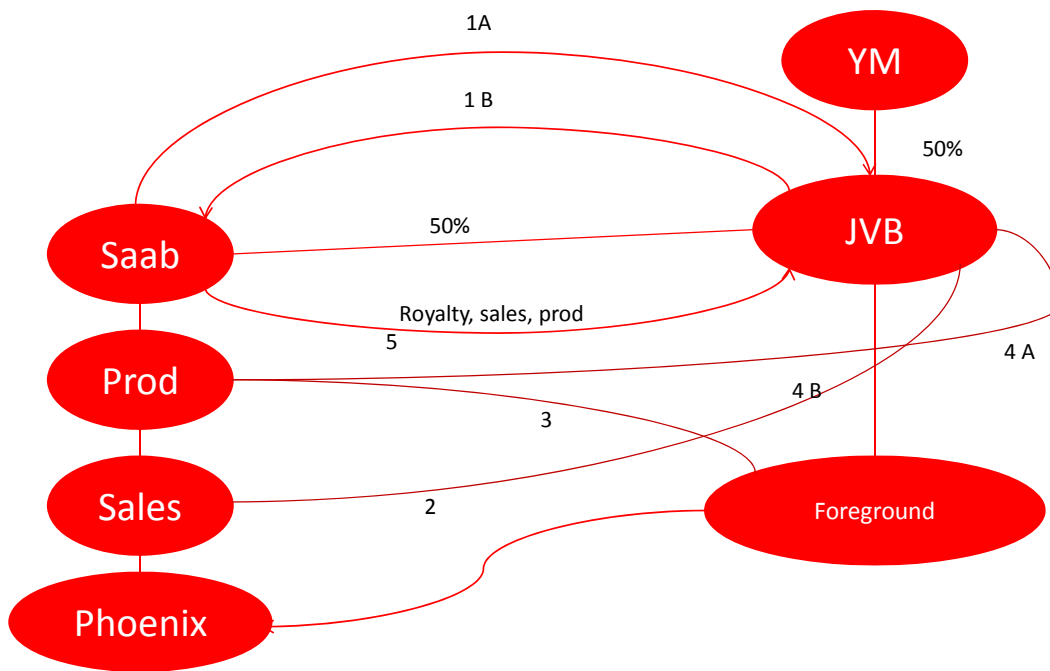 1A
YM
1 B
50%
JVB
50%
Saab
Royalty, sales, prod
5
4 A
Prod
4 B
3
Sales
2
Foreground
Phoenix